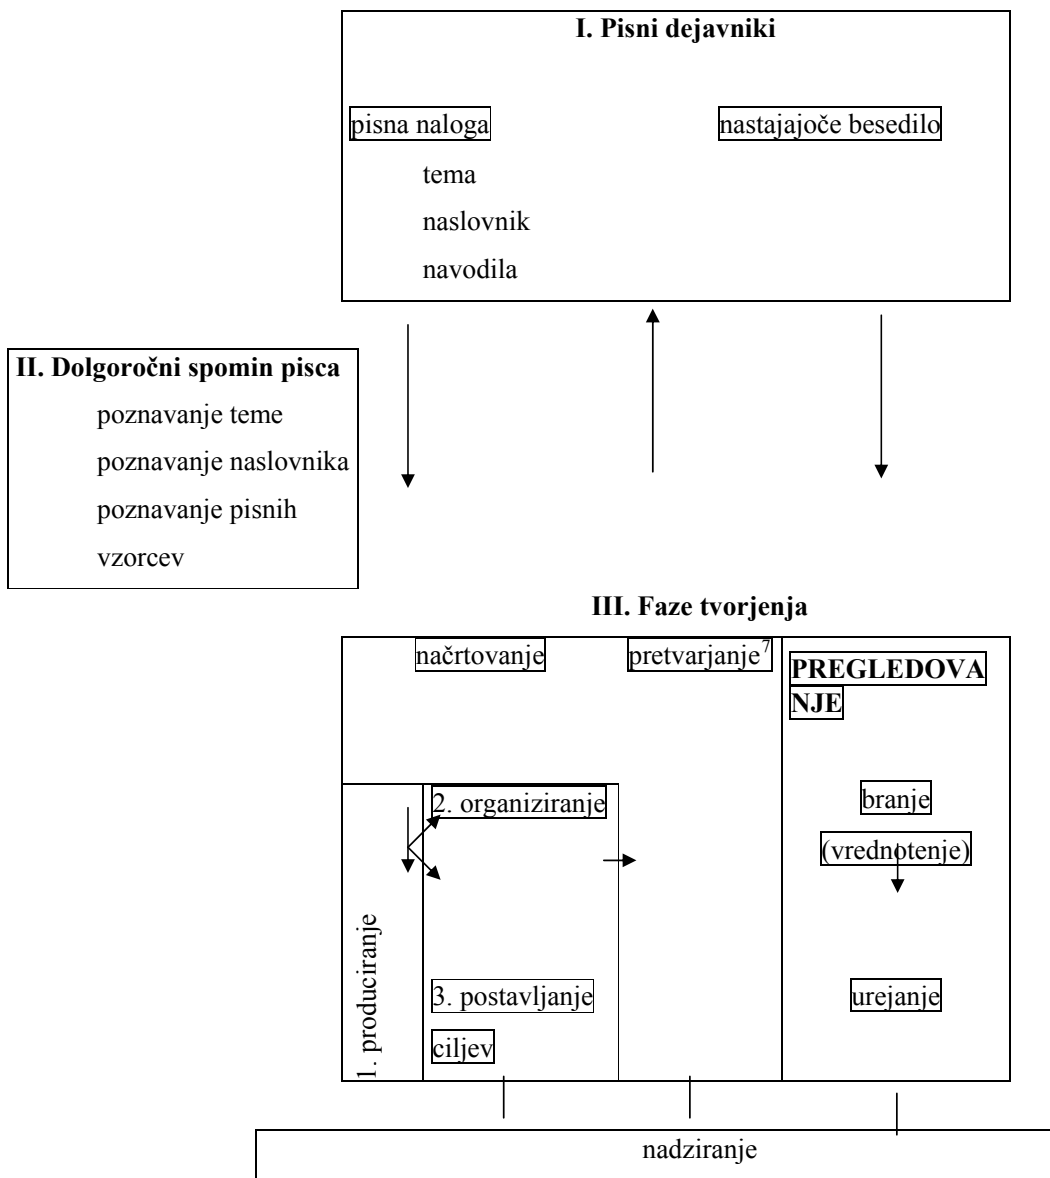 I. Pisni dejavniki
pisna naloga
nastajajoče besedilo
tema
naslovnik
navodila
II. Dolgoročni spomin pisca
poznavanje teme
poznavanje naslovnika
poznavanje pisnih
vzorcev
III. Faze tvorjenja
načrtovanje
pretvarjanje7
PREGLEDOVA
NJE
1. produciranje
2. organiziranje
3. postavljanje
ciljev
branje
(vrednotenje)
urejanje
nadziranje